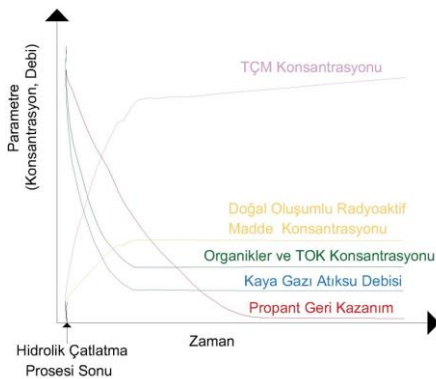 Parametre
(Konsantrasyon, Debi)
TÇM Konsantrasyonu
Doğal Oluşumlu Radyoaktif
Madde Konsantrasyonu
Organikler ve TOK Konsantrasyonu
Kaya Gazı Atıksu Debisi
Propant Geri Kazanım
Zaman
Hidrolik Çatlatma
Prosesi Sonu